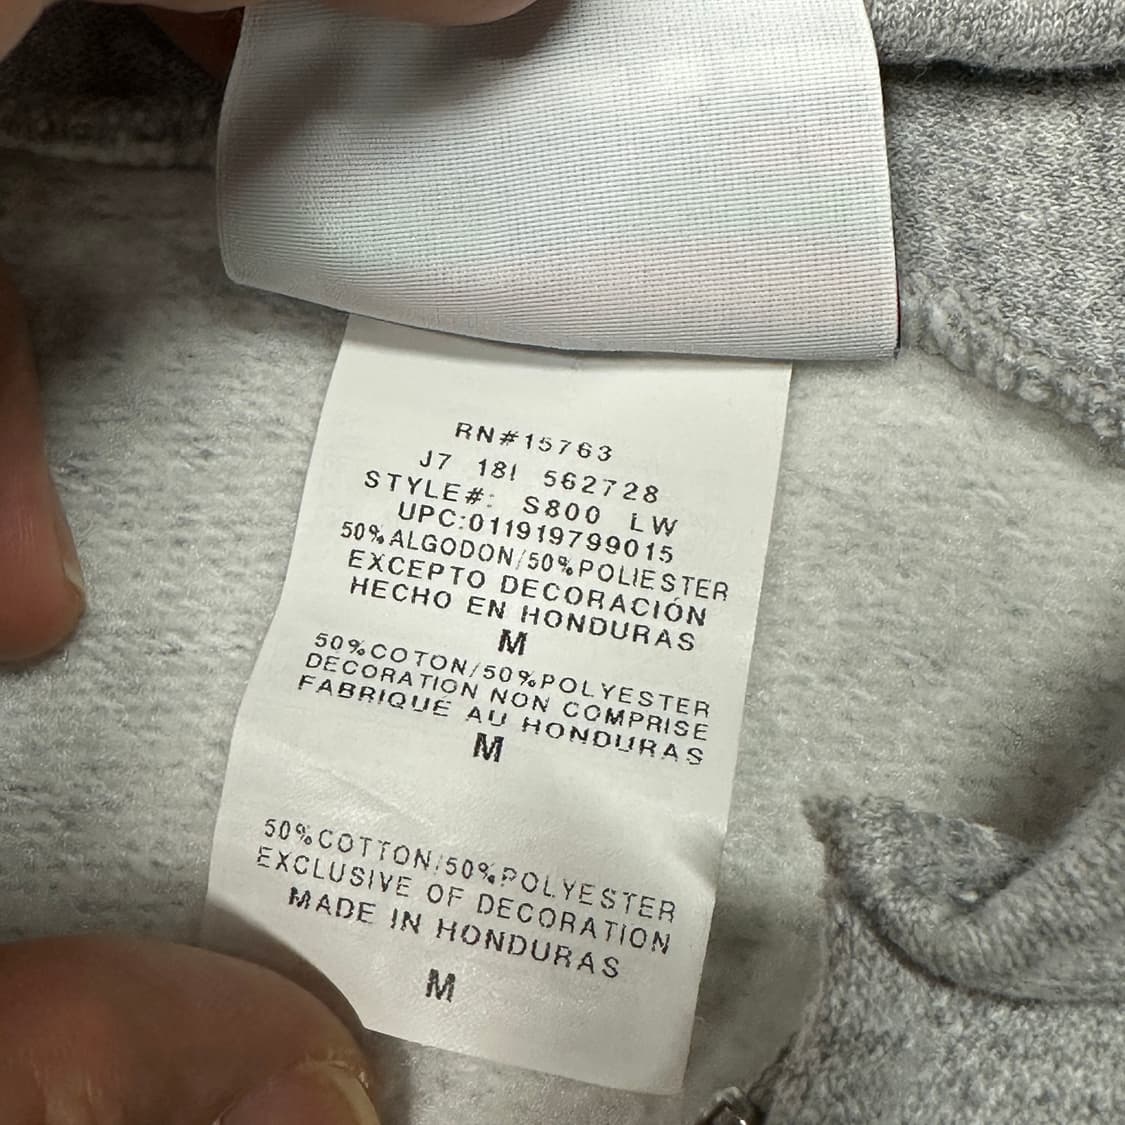 RN#15763
J7 18I 562728
STYLE#: S800 LW
UPC:011919799015
50%ALGODON/50%POLIESTER
EXCEPTO DECORACIÓN
HECHO EN HONDURAS
M
50%COTON/50%POLYESTER
DECORATION NON COMPRISE
FABRIQUÉ AU HONDURAS
M
50%COTTON/50%POLYESTER
EXCLUSIVE OF DECORATION
MADE IN HONDURAS
M